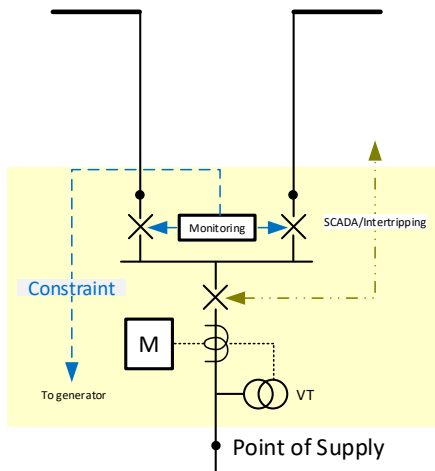 Monitoring
SCADA/Intertripping
Constraint
M
To generator
VT
Point of Supply